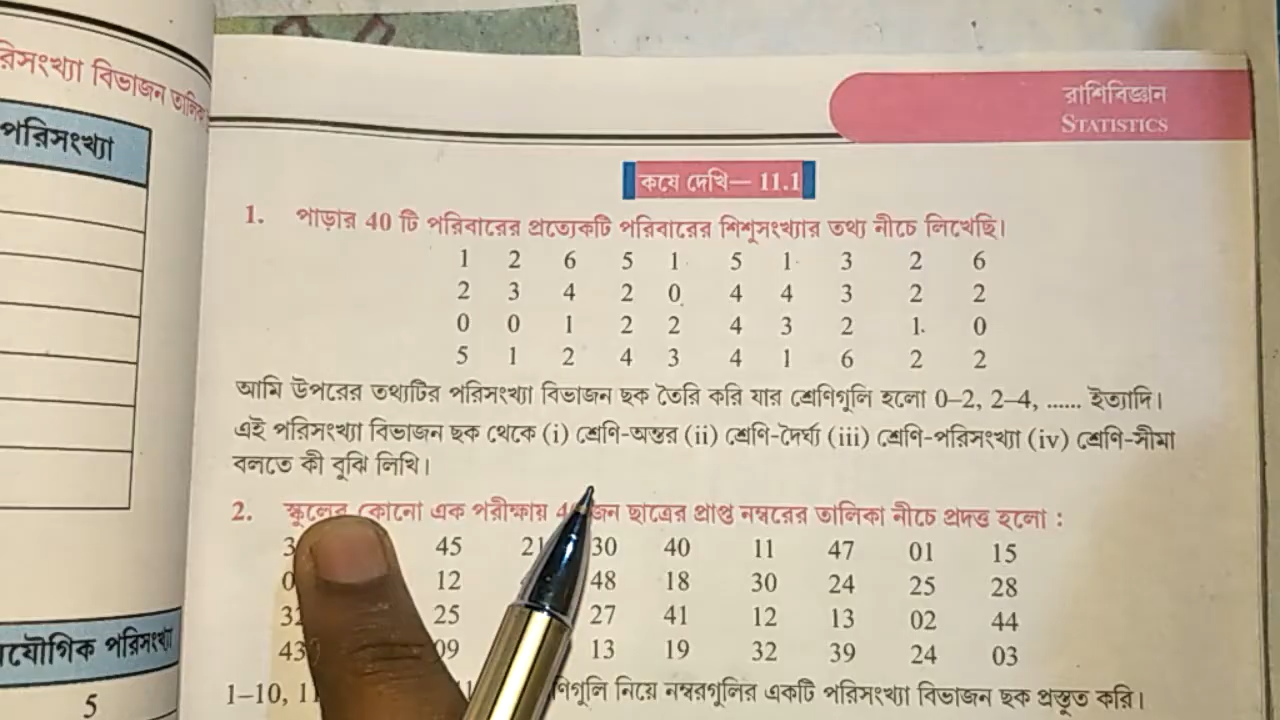 রিসংখ্যা বিভাজন তালিকা
পরিসংখ্যা
যৌগিক পরিসংখ্যা
5
রাশিবিজ্ঞান
STATISTICS
কষে দেখি— 11.1
1. পাড়ার 40 টি পরিবারের প্রত্যেকটি পরিবারের শিশুসংখ্যার তথ্য নীচে লিখেছি।
1 2 6 5 1 5 1 3 2 6
2 3 4 2 0 4 4 3 2 2
0 0 1 2 2 4 3 2 1 0
5 1 2 4 3 4 1 6 2 2
আমি উপরের তথ্যটির পরিসংখ্যা বিভাজন ছক তৈরি করি যার শ্রেণিগুলি হলো 0–2, 2–4, ...... ইত্যাদি।
এই পরিসংখ্যা বিভাজন ছক থেকে (i) শ্রেণি-অন্তর (ii) শ্রেণি-দৈর্ঘ্য (iii) শ্রেণি-পরিসংখ্যা (iv) শ্রেণি-সীমা
বলতে কী বুঝি লিখি।
2. স্কুলের কোনো এক পরীক্ষায় জন ছাত্রের প্রাপ্ত নম্বরের তালিকা নীচে প্রদত্ত হলো :
45 21 30 40 11 47 01 15
12 48 18 30 24 25 28
25 27 41 12 13 02 44
43 09 13 19 32 39 24 03
1–10, নিয়ে নম্বরগুলির একটি পরিসংখ্যা বিভাজন ছক প্রস্তুত করি।